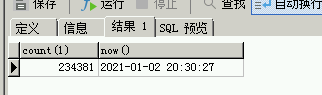 保存 运行 停止 查找 自动换行
定义 信息 结果 1 SQL 预览
count(1) now()
234381 2021-01-02 20:30:27